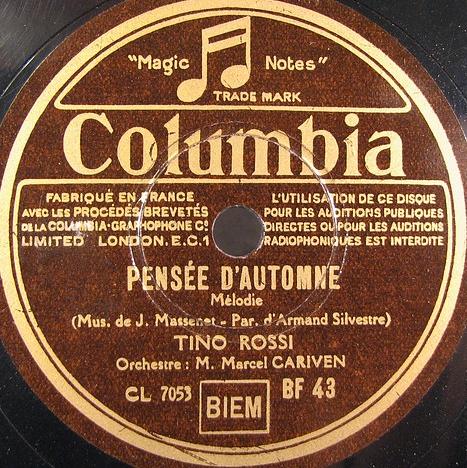 "Magic Notes"
TRADE MARK
Columbia
FABRIQUÉ EN FRANCE
AVEC LES PROCÉDÉS BREVETÉS
DE LA COLUMBIA-GRAPHOPHONE Co
LIMITED LONDON.E.C.1
L'UTILISATION DE CE DISQUE
POUR LES AUDITIONS PUBLIQUES
DIRECTES OU POUR LES AUDITIONS
RADIOPHONIQUES EST INTERDITE
PENSÉE D'AUTOMNE
Mélodie
(Mus. de J. Massenet - Par. d'Armand Silvestre)
TINO ROSSI
Orchestre : M. Marcel CARIVEN
CL 7053 BIEM BF 43